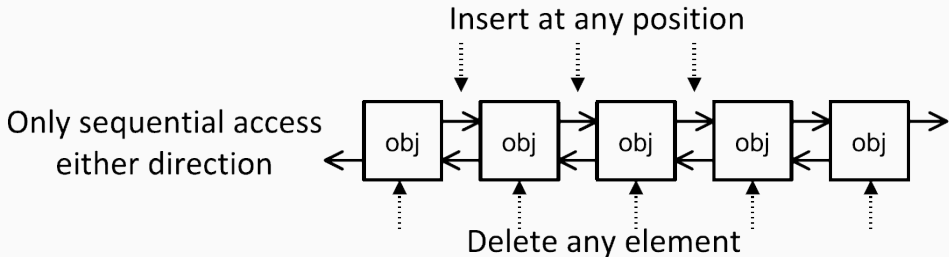 Insert at any position
Only sequential access
either direction
obj obj obj obj obj
Delete any element